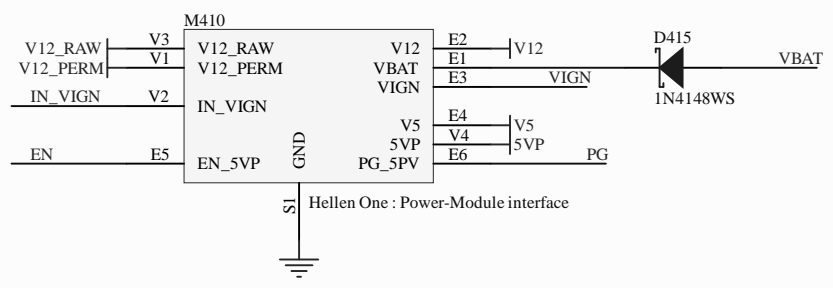 M410
D415
V12_RAW V3 V12_RAW V12 E2 V12
V12_PERM V1 V12_PERM VBAT E1 VBAT
VIGN E3 VIGN
IN_VIGN V2 IN_VIGN
1N4148WS
V5 E4 V5
5VP V4 5VP
EN E5 EN_5VP GND PG_5PV E6 PG
S1 Hellen One : Power-Module interface